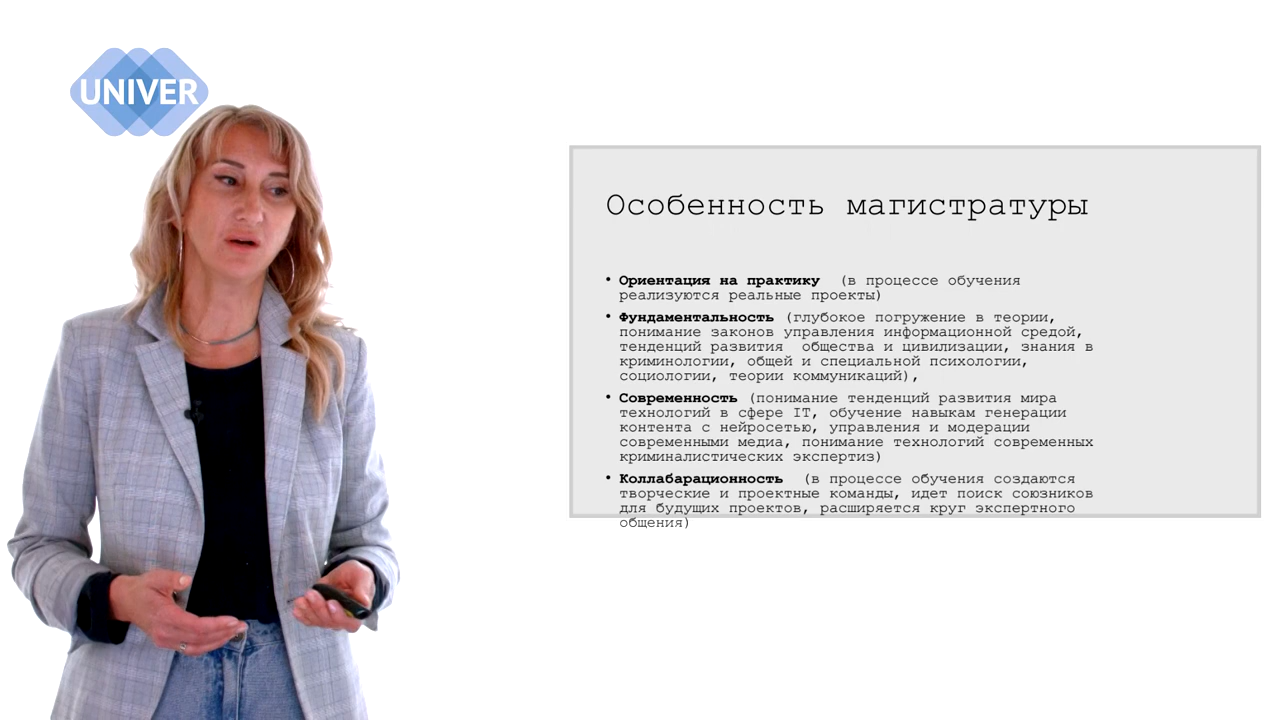 UNIVER
Особенность магистратуры
• Ориентация на практику (в процессе обучения
реализуются реальные проекты)
• Фундаментальность (глубокое погружение в теории,
понимание законов управления информационной средой,
тенденций развития общества и цивилизации, знания в
криминологии, общей и специальной психологии,
социологии, теории коммуникаций),
• Современность (понимание тенденций развития мира
технологий в сфере IT, обучение навыкам генерации
контента с нейросетью, управления и модерации
современными медиа, понимание технологий современных
криминалистических экспертиз)
• Коллабарационность (в процессе обучения создаются
творческие и проектные команды, идет поиск союзников
для будущих проектов, расширяется круг экспертного
общения)